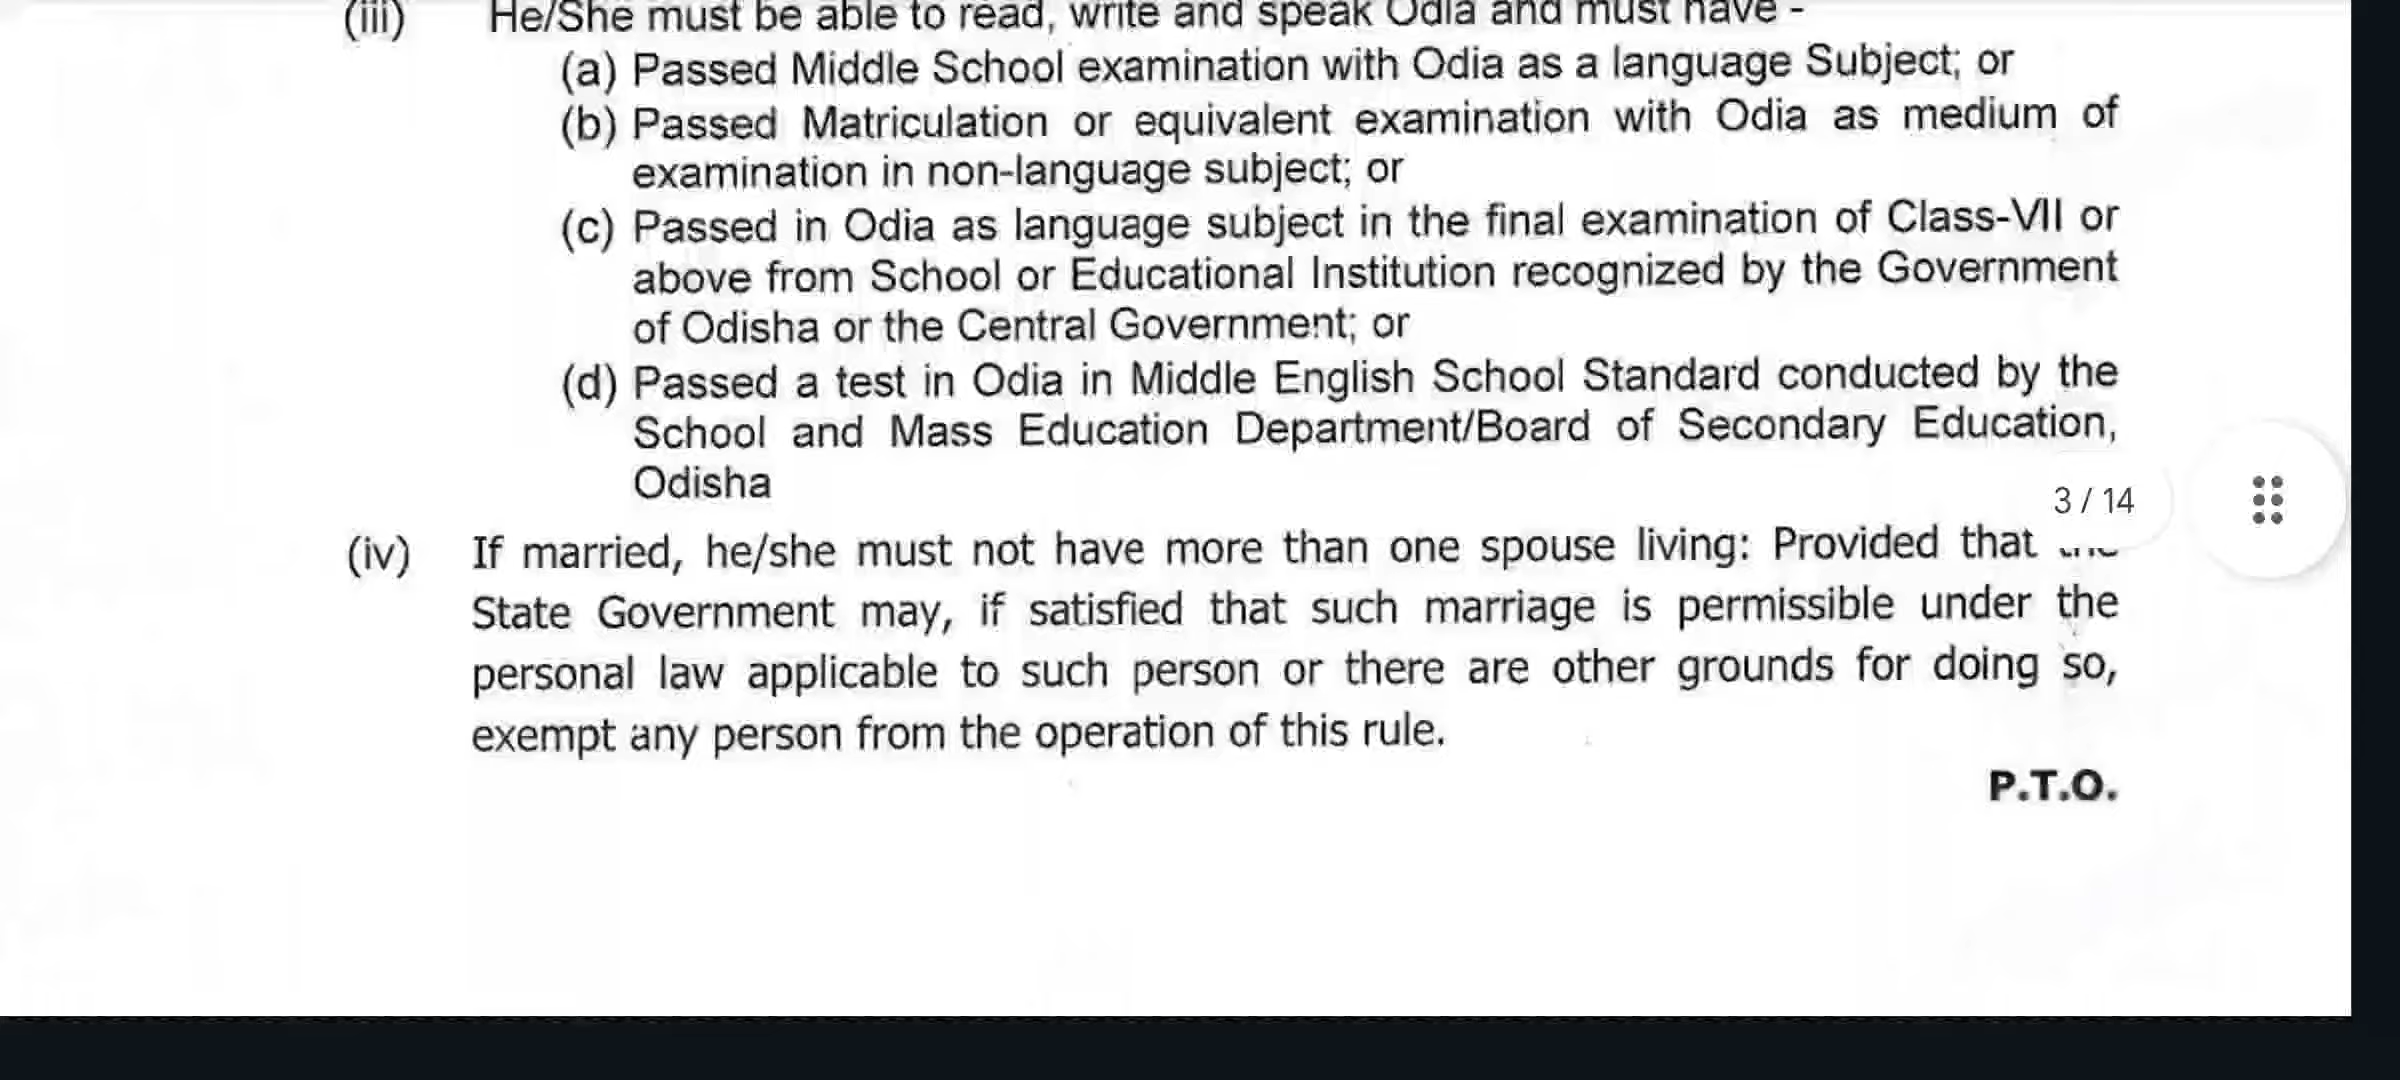 (iii) He/She must be able to read, write and speak Odia and must have -
(a) Passed Middle School examination with Odia as a language Subject; or
(b) Passed Matriculation or equivalent examination with Odia as medium of
examination in non-language subject; or
(c) Passed in Odia as language subject in the final examination of Class-VII or
above from School or Educational Institution recognized by the Government
of Odisha or the Central Government; or
(d) Passed a test in Odia in Middle English School Standard conducted by the
School and Mass Education Department/Board of Secondary Education,
Odisha
3 / 14
(iv) If married, he/she must not have more than one spouse living: Provided that
State Government may, if satisfied that such marriage is permissible under the
personal law applicable to such person or there are other grounds for doing so,
exempt any person from the operation of this rule.
P.T.O.